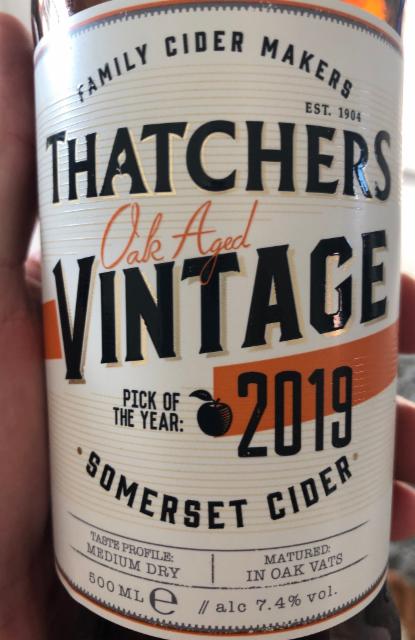 FAMILY CIDER MAKERS
EST. 1904
THATCHERS
Oak Aged
VINTAGE
PICK OF
THE YEAR:
2019
SOMERSET CIDER
TASTE PROFILE:
MEDIUM DRY
MATURED:
IN OAK VATS
500 ML ℮ // alc 7.4% vol.